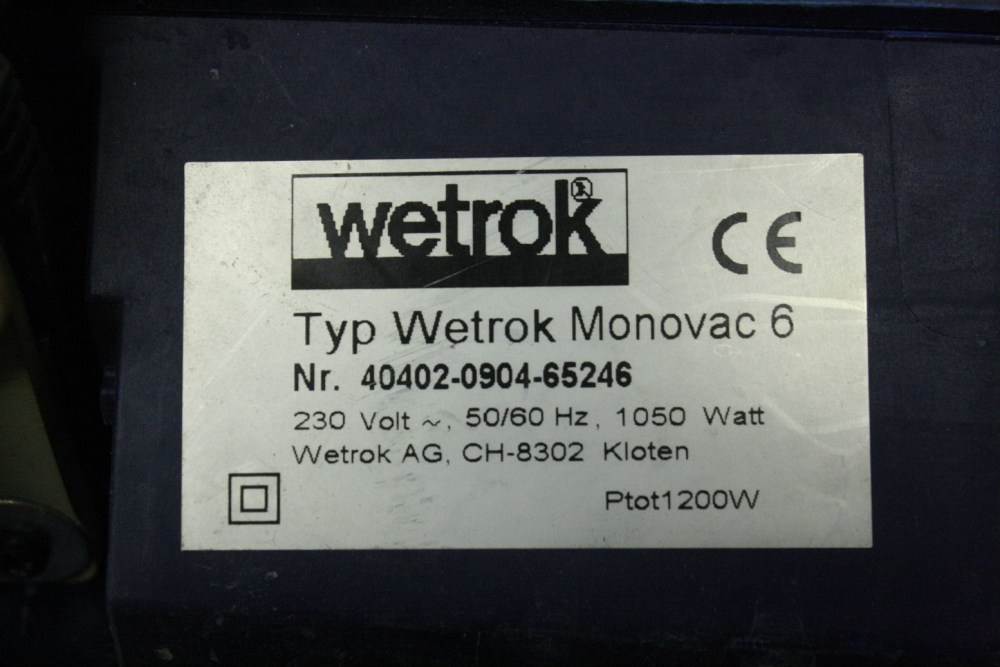 wetrok®
CE
Typ Wetrok Monovac 6
Nr. 40402-0904-65246
230 Volt ~, 50/60 Hz, 1050 Watt
Wetrok AG, CH-8302 Kloten
Ptot1200W